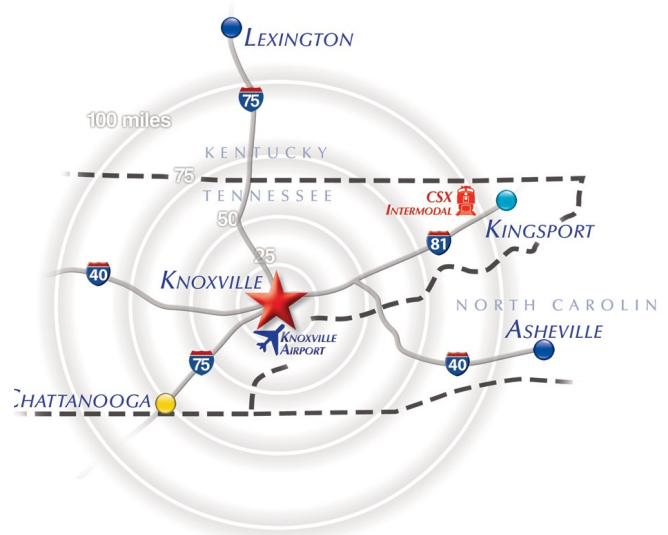 LEXINGTON
75
100 miles
KENTUCKY
75
TENNESSEE
CSX
INTERMODAL
50
KINGSPORT
81
25
40
KNOXVILLE
NORTH CAROLIN
ASHEVILLE
KNOXVILLE
AIRPORT
75
40
CHATTANOOGA